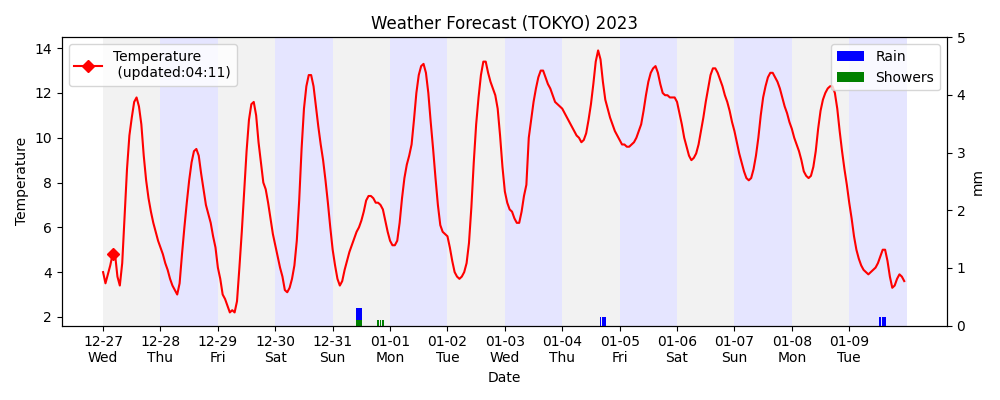 Weather Forecast (TOKYO) 2023
Temperature
(updated:04:11)
Rain
Showers
Temperature
14
12
10
8
6
4
2
5
4
3
2
1
0
mm
12-27 12-28 12-29 12-30 12-31 01-01 01-02 01-03 01-04 01-05 01-06 01-07 01-08 01-09
Wed Thu Fri Sat Sun Mon Tue Wed Thu Fri Sat Sun Mon Tue
Date